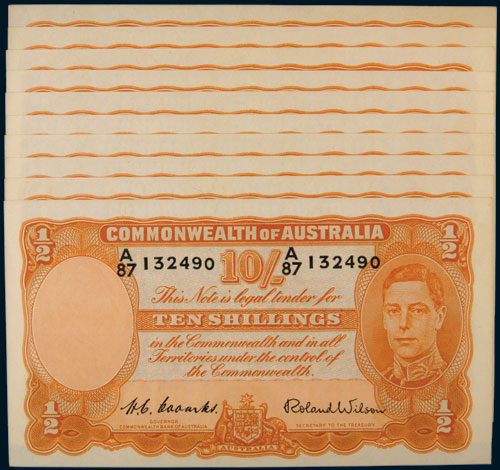 COMMONWEALTH OF AUSTRALIA
1/2 1/2
A/87 132490 10/- A/87 132490
This Note is legal tender for
TEN SHILLINGS
in the Commonwealth and in all
Territories under the control of
the Commonwealth.
H.C. Coombs. Roland Wilson
GOVERNOR SECRETARY TO THE TREASURY
COMMONWEALTH BANK OF AUSTRALIA
1/2 1/2
AUSTRALIA